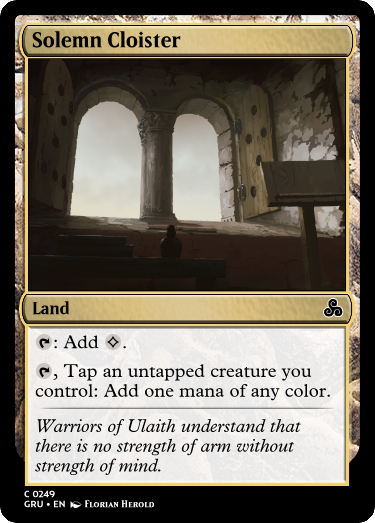 Solemn Cloister
Land
: Add .
, Tap an untapped creature you
control: Add one mana of any color.
Warriors of Ulaith understand that
there is no strength of arm without
strength of mind.
C 0249
GRU • EN Florian Herold